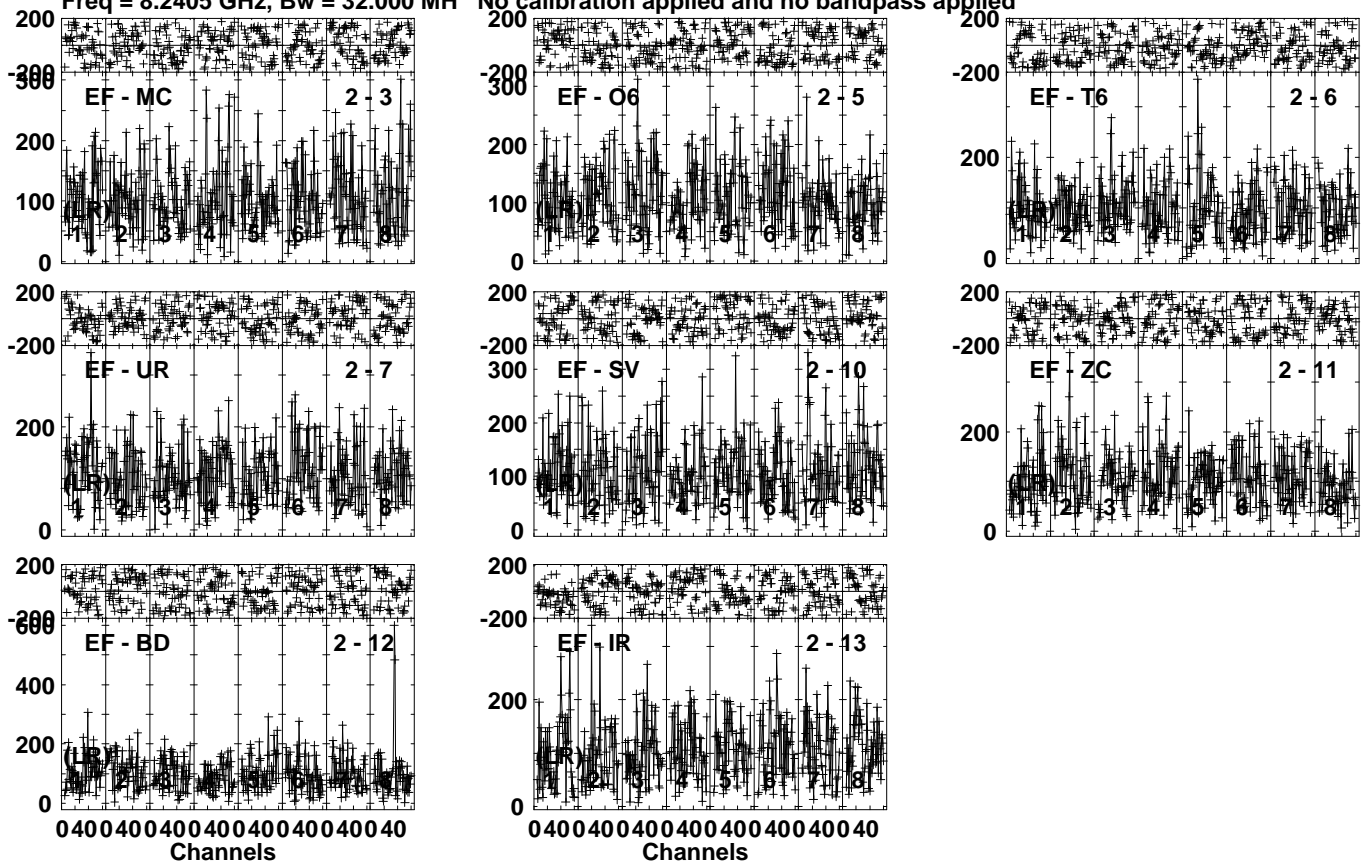 Freq = 8.2405 GHz, Bw = 32.000 MH No calibration applied and no bandpass applied
200
-200
300
200
100
0
EF - MC 2 - 3
(LR)
1 2 3 4 5 6 7 8
200
-200
300
200
100
0
EF - O6 2 - 5
(LR)
1 2 3 4 5 6 7 8
200
-200
200
0
EF - T6 2 - 6
(LR)
1 2 3 4 5 6 7 8
200
-200
200
0
EF - UR 2 - 7
(LR)
1 2 3 4 5 6 7 8
200
-200
300
200
100
0
EF - SV 2 - 10
(LR)
1 2 3 4 5 6 7 8
200
-200
200
0
EF - ZC 2 - 11
(LR)
1 2 3 4 5 6 7 8
200
-200
600
400
200
0
EF - BD 2 - 12
(LR)
1 2 3 4 5 6 7 8
0 40 0 40 0 40 0 40 0 40 0 40 0 40 0 40
Channels
200
-200
200
0
EF - IR 2 - 13
(LR)
1 2 3 4 5 6 7 8
0 40 0 40 0 40 0 40 0 40 0 40 0 40 0 40
Channels